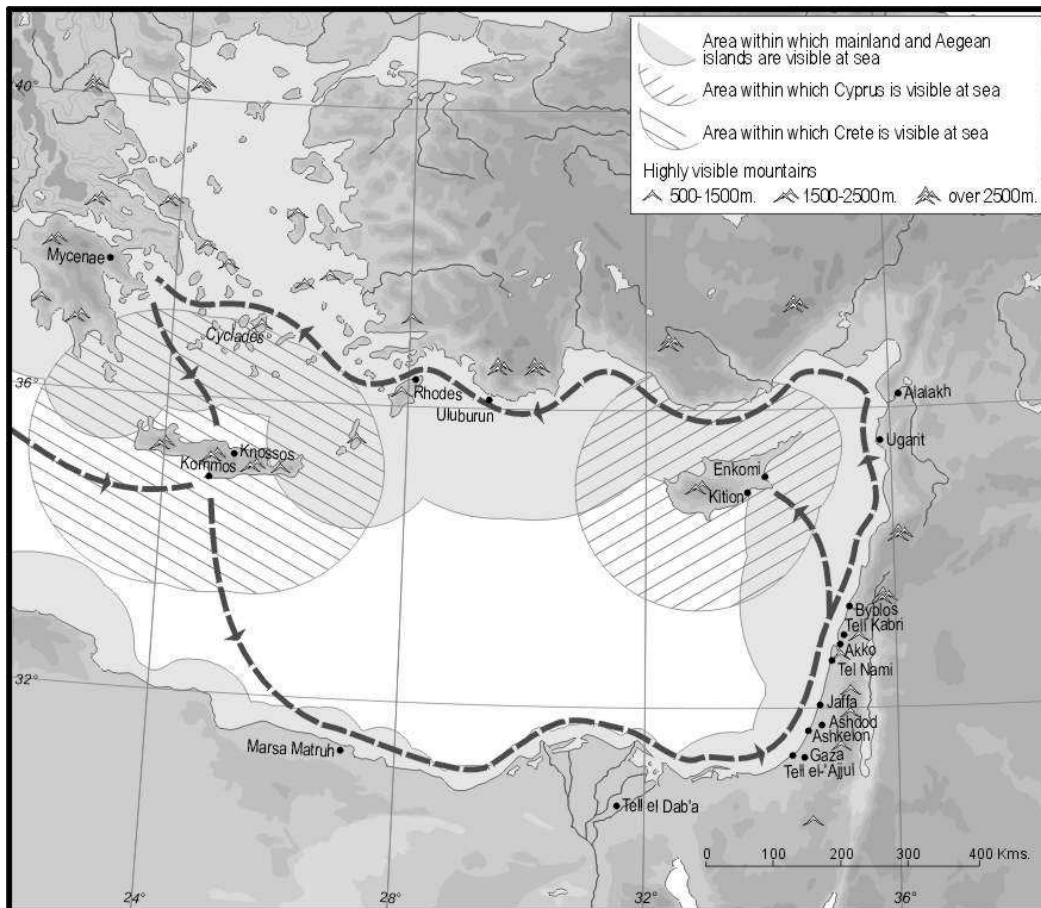 Area within which mainland and Aegean
islands are visible at sea
Area within which Cyprus is visible at sea
Area within which Crete is visible at sea
Highly visible mountains
500-1500m.
1500-2500m.
over 2500m.
40°
Mycenae
Cyclades
36°
Rhodes
Uluburun
Alalakh
Ugarit
Knossos
Kommos
Enkomi
Kition
Byblos
Tell Kabri
Akko
Tel Nami
32°
Jaffa
Ashdod
Ashkelon
Marsa Matruh
Gaza
Tell el-'Ajjul
Tell el Dab'a
0 100 200 300 400 Kms.
24°
28°
32°
36°